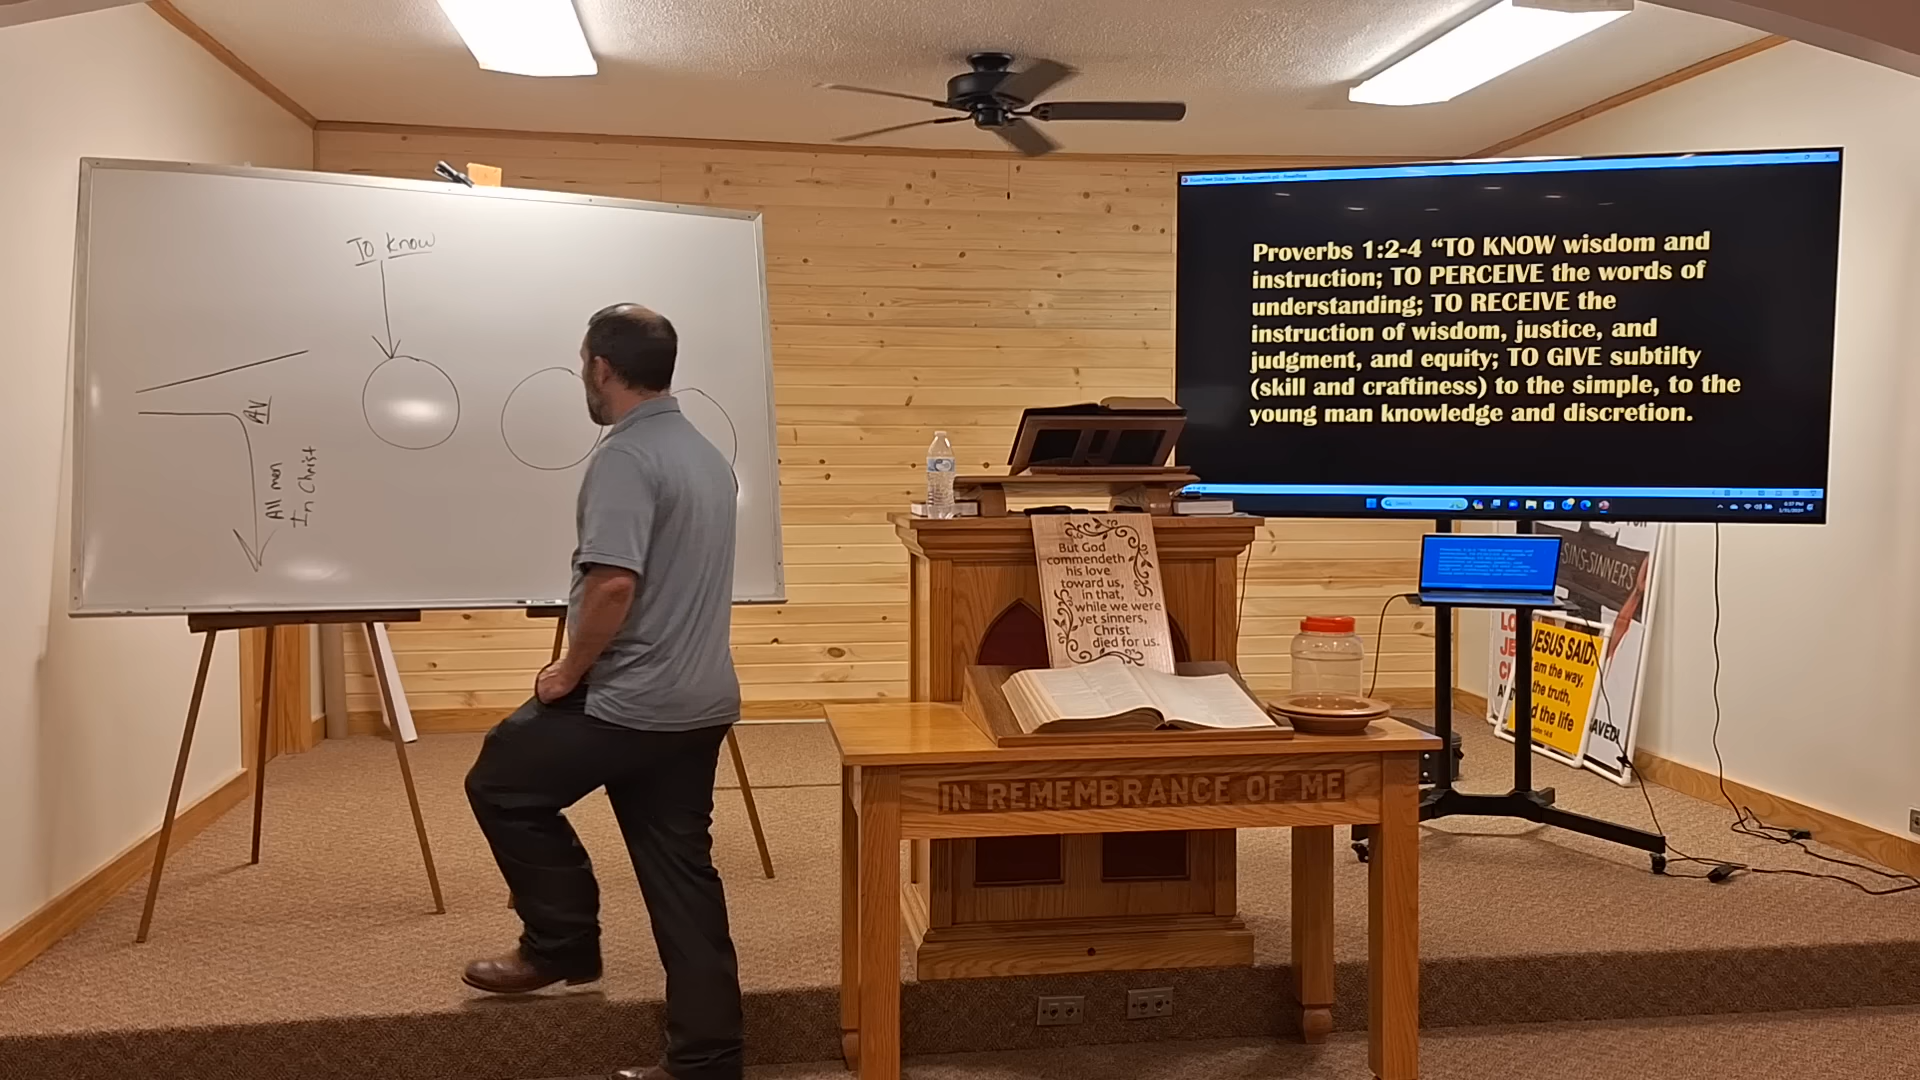 To Know
AV
All men
In Christ
Proverbs 1:2-4 “TO KNOW wisdom and
instruction; TO PERCEIVE the words of
understanding; TO RECEIVE the
instruction of wisdom, justice, and
judgment, and equity; TO GIVE subtilty
(skill and craftiness) to the simple, to the
young man knowledge and discretion.
Search
But God
commendeth
his love
toward us,
in that,
while we were
yet sinners,
Christ
died for us.
IN REMEMBRANCE OF ME
SINS-SINNERS
JESUS SAID:
am the way,
the truth,
d the life
AVED!